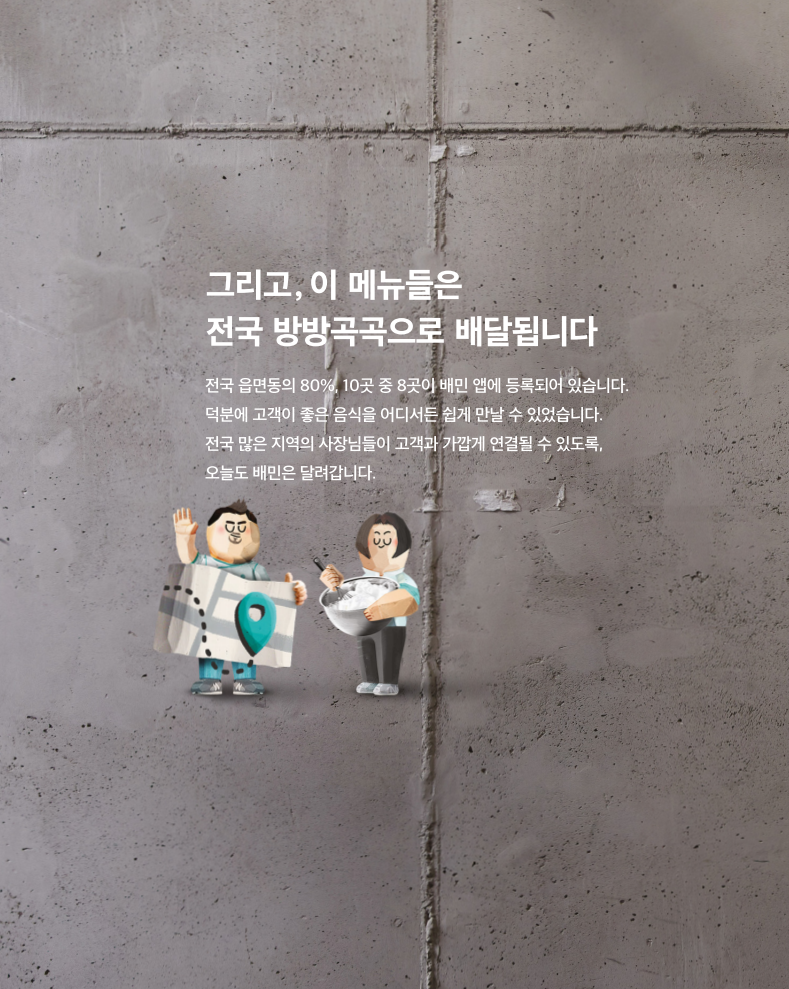 그리고, 이 메뉴들은
전국 방방곡곡으로 배달됩니다
전국 읍면동의 80%, 10곳 중 8곳이 배민 앱에 등록되어 있습니다.
덕분에 고객이 좋은 음식을 어디서든 쉽게 만날 수 있었습니다.
전국 많은 지역의 사장님들이 고객과 가깝게 연결될 수 있도록,
오늘도 배민은 달려갑니다.